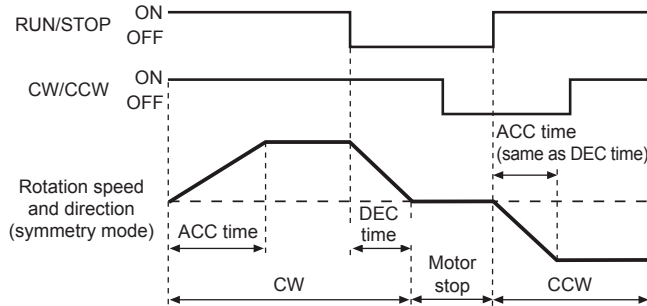 ON
RUN/STOP
OFF
ON
CW/CCW
OFF
ACC time
(same as DEC time)
Rotation speed
and direction
(symmetry mode)
ACC time
DEC
time
CW
Motor
stop
CCW